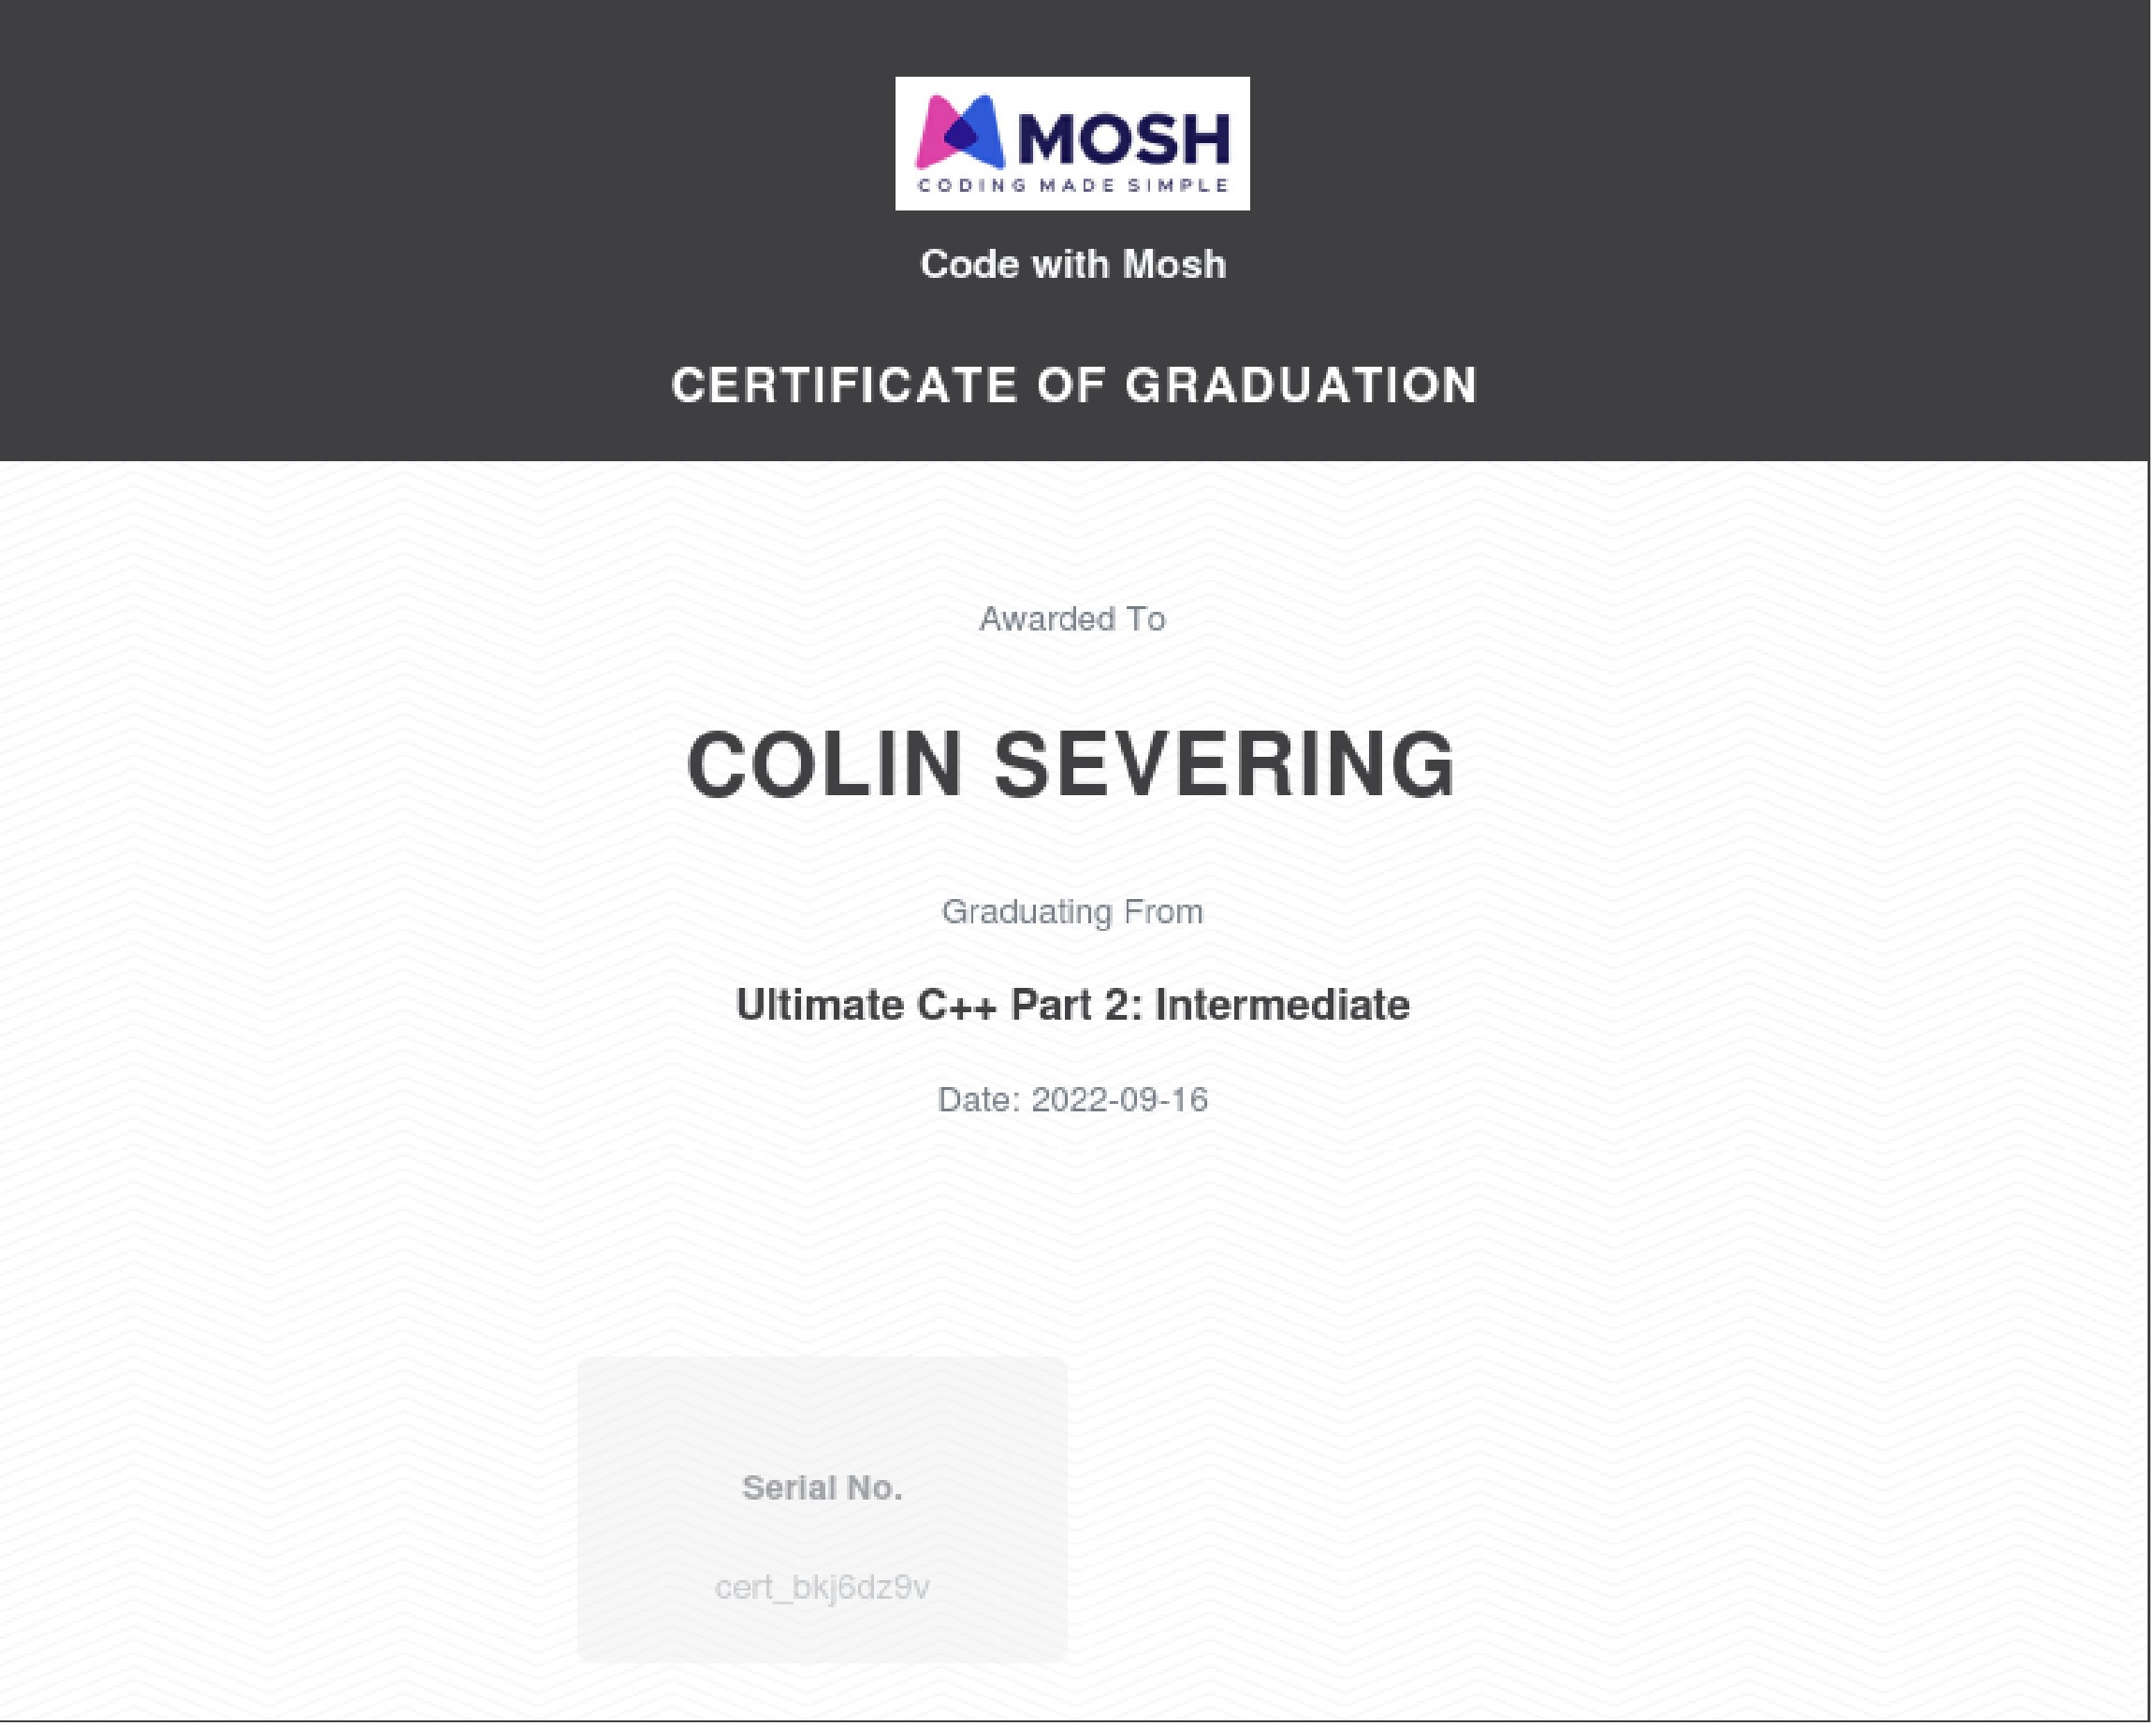 MOSH
CODING MADE SIMPLE
Code with Mosh
CERTIFICATE OF GRADUATION
Awarded To
COLIN SEVERING
Graduating From
Ultimate C++ Part 2: Intermediate
Date: 2022-09-16
Serial No.
cert_bkj6dz9v